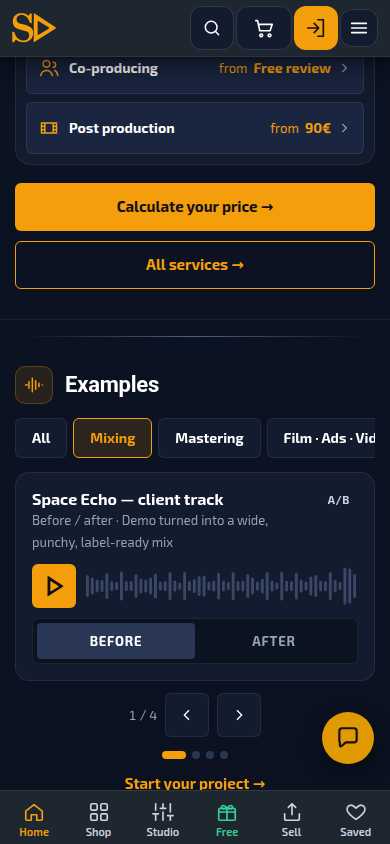 SD
Co-producing from Free review
Post production from 90€
Calculate your price →
All services →
Examples
All Mixing Mastering Film · Ads · Vid
Space Echo — client track A/B
Before / after · Demo turned into a wide,
punchy, label-ready mix
BEFORE AFTER
1 / 4
Start your project →
Home Shop Studio Free Sell Saved